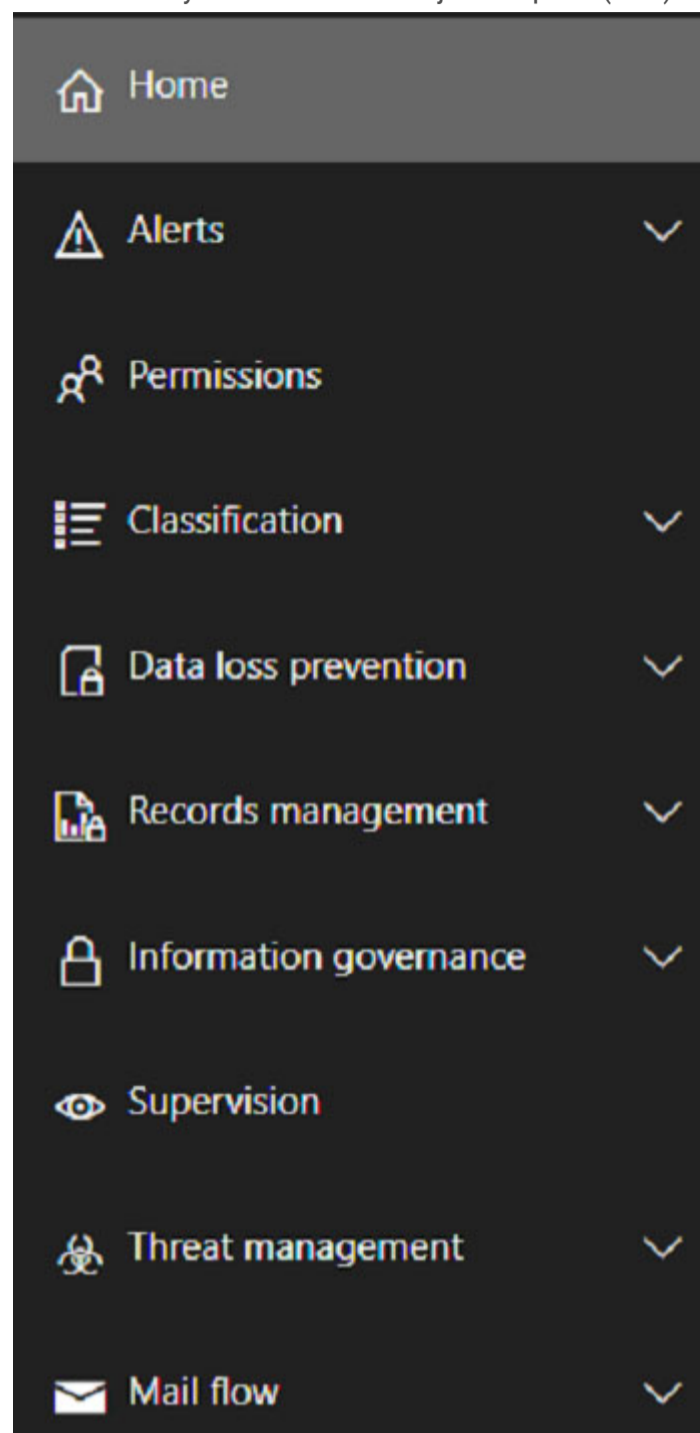 Home
Alerts
Permissions
Classification
Data loss prevention
Records management
Information governance
Supervision
Threat management
Mail flow